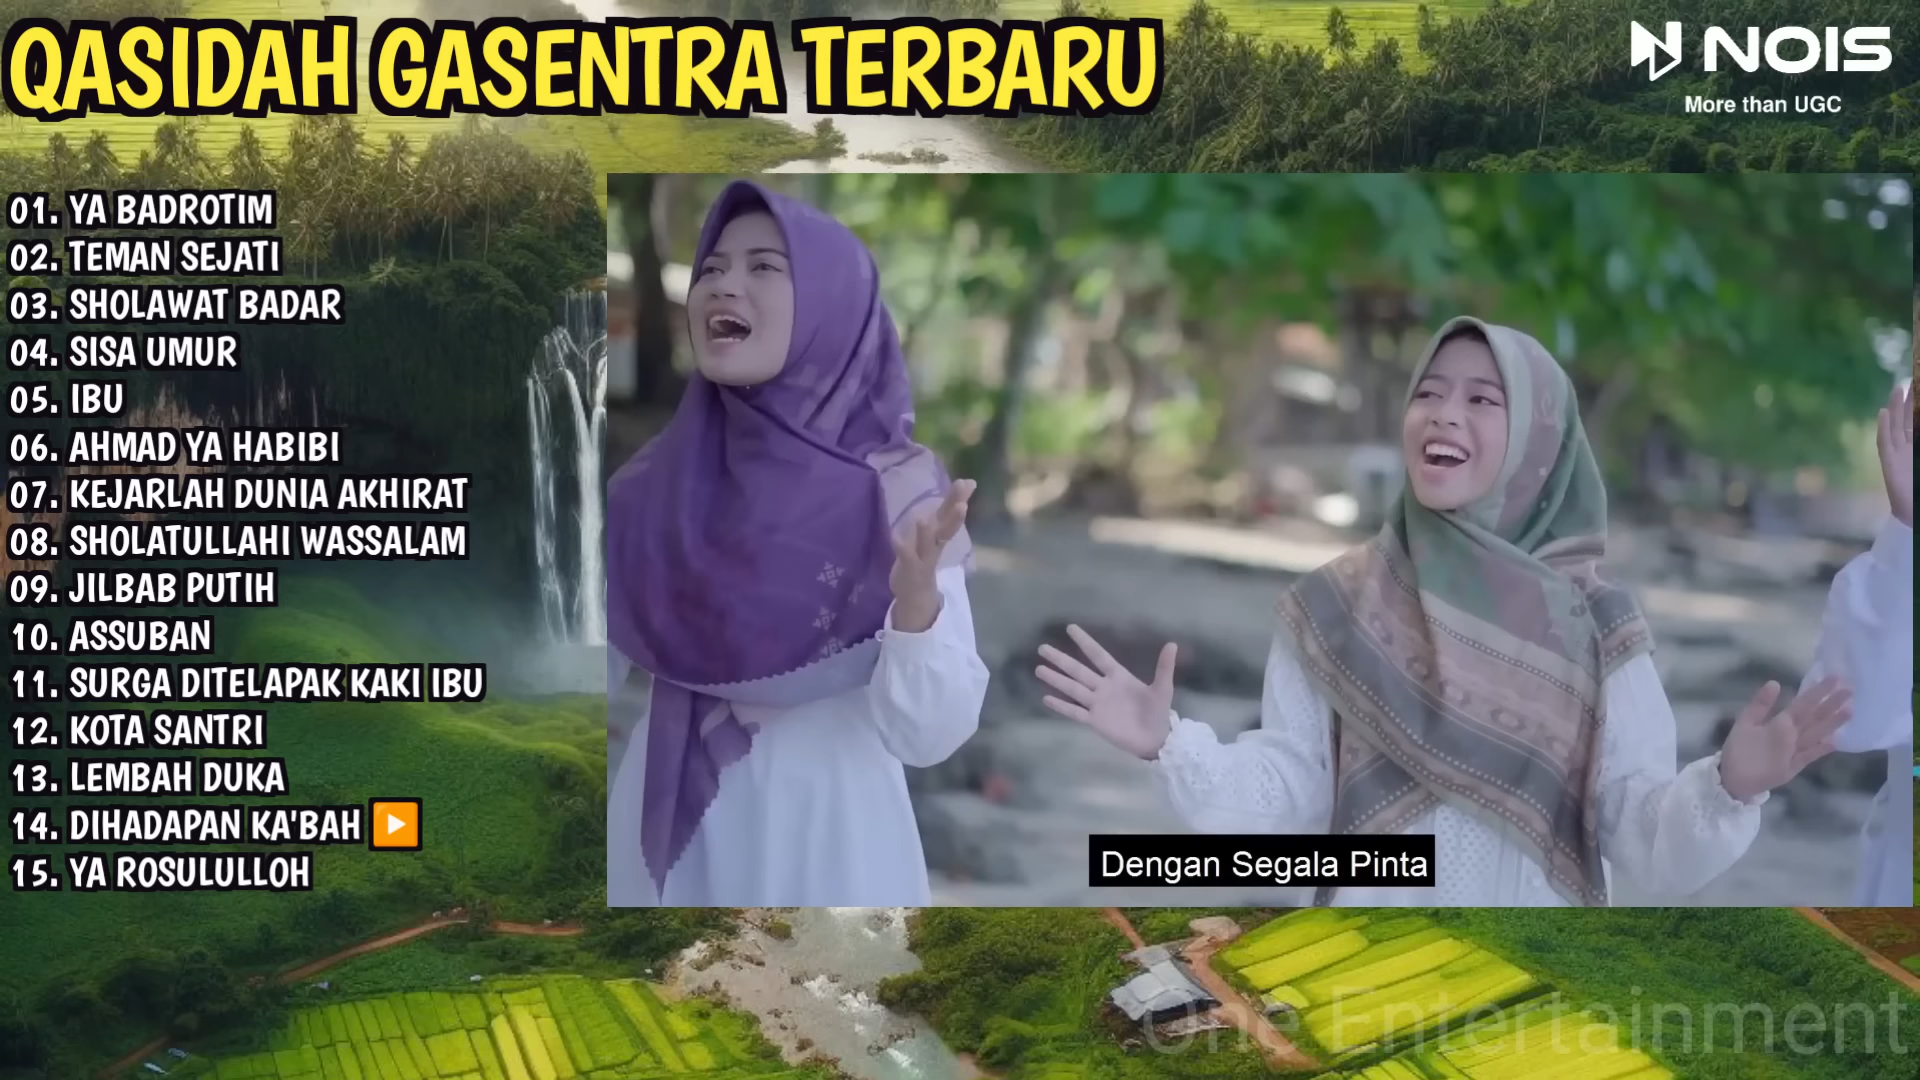 QASIDAH GASENTRA TERBARU
NOIS
More than UGC
01. YA BADROTIM
02. TEMAN SEJATI
03. SHOLAWAT BADAR
04. SISA UMUR
05. IBU
06. AHMAD YA HABIBI
07. KEJARLAH DUNIA AKHIRAT
08. SHOLATULLAHI WASSALAM
09. JILBAB PUTIH
10. ASSUBAN
11. SURGA DITELAPAK KAKI IBU
12. KOTA SANTRI
13. LEMBAH DUKA
14. DIHADAPAN KA'BAH
15. YA ROSULULLOH
Dengan Segala Pinta
One Entertainment